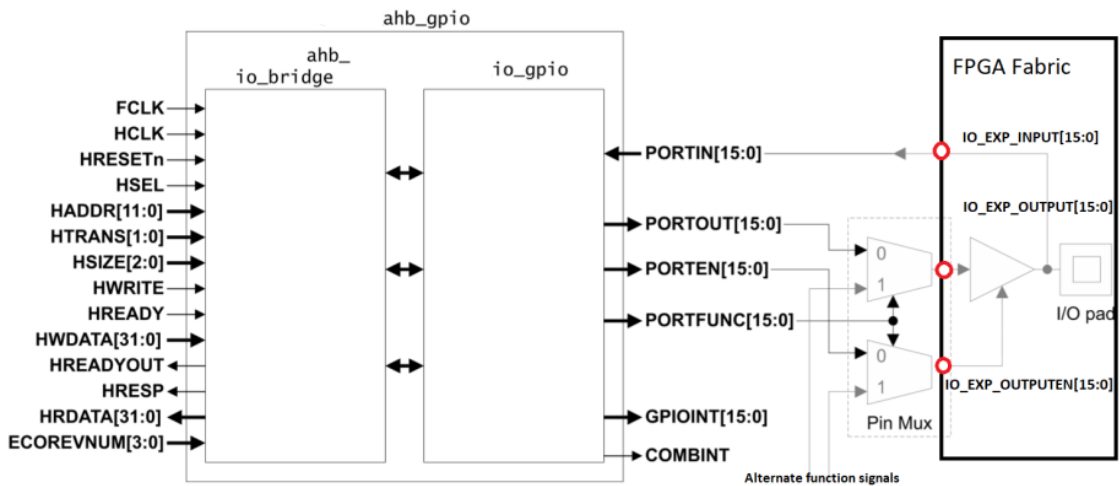 ahb_gpio
ahb_
io_bridge
io_gpio
FCLK
HCLK
HRESETn
HSEL
HADDR[11:0]
HTRANS[1:0]
HSIZE[2:0]
HWRITE
HREADY
HWDATA[31:0]
HREADYOUT
HRESP
HRDATA[31:0]
ECOREVNUM[3:0]
PORTIN[15:0]
PORTOUT[15:0]
PORTEN[15:0]
PORTFUNC[15:0]
GPIOINT[15:0]
COMBINT
0
1
0
1
Pin Mux
Alternate function signals
FPGA Fabric
IO_EXP_INPUT[15:0]
IO_EXP_OUTPUT[15:0]
I/O pad
IO_EXP_OUTPUTEN[15:0]